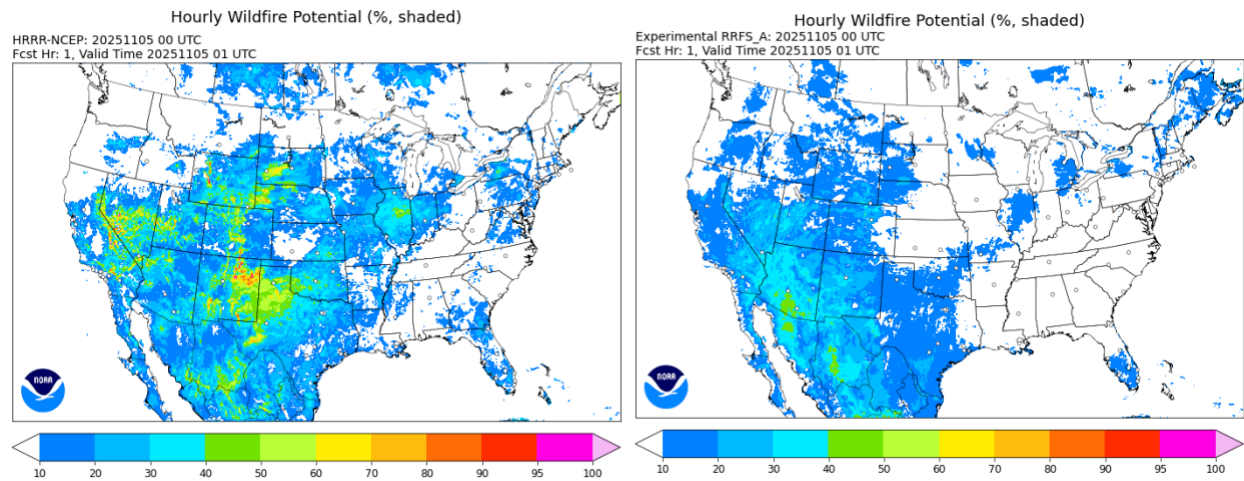 Hourly Wildfire Potential (%, shaded)
HRRR-NCEP: 20251105 00 UTC
Fcst Hr: 1, Valid Time 20251105 01 UTC
NOAA
10 20 30 40 50 60 70 80 90 95 100
Hourly Wildfire Potential (%, shaded)
Experimental RRFS_A: 20251105 00 UTC
Fcst Hr: 1, Valid Time 20251105 01 UTC
NOAA
10 20 30 40 50 60 70 80 90 95 100